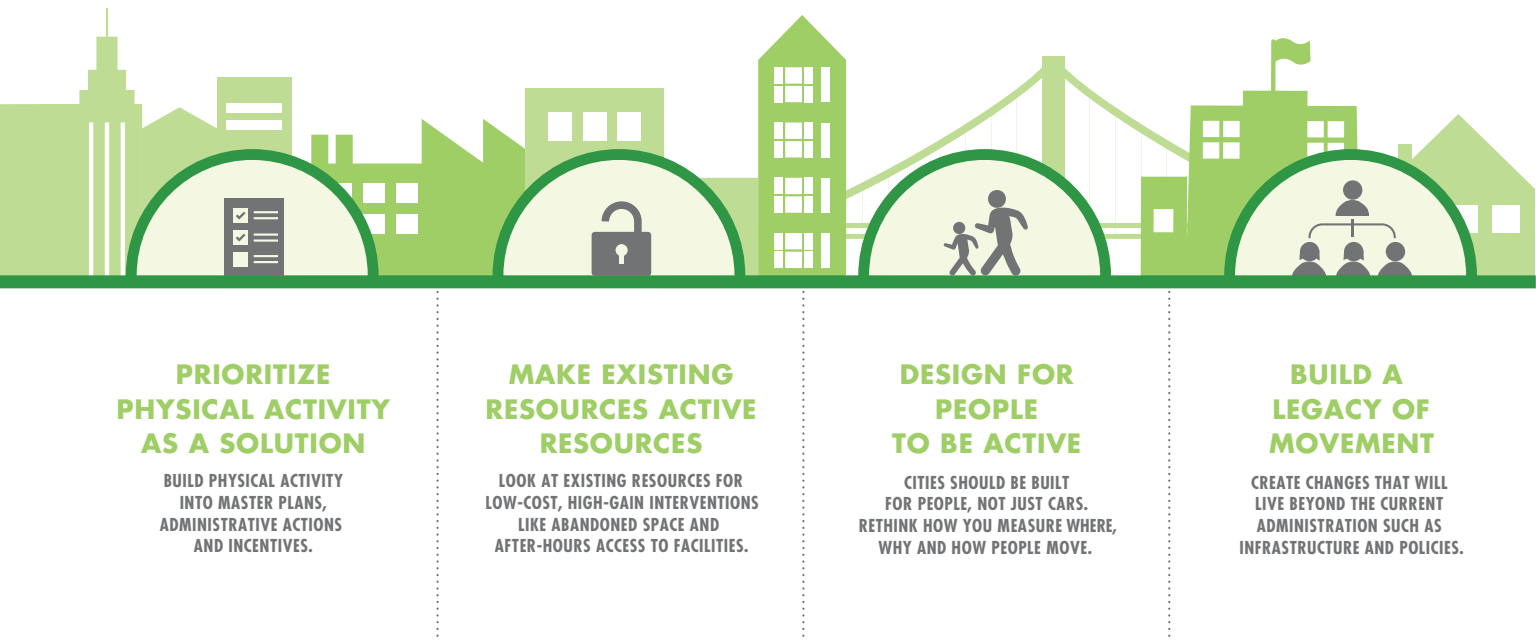 PRIORITIZE
PHYSICAL ACTIVITY
AS A SOLUTION
BUILD PHYSICAL ACTIVITY
INTO MASTER PLANS,
ADMINISTRATIVE ACTIONS
AND INCENTIVES.
MAKE EXISTING
RESOURCES ACTIVE
RESOURCES
LOOK AT EXISTING RESOURCES FOR
LOW-COST, HIGH-GAIN INTERVENTIONS
LIKE ABANDONED SPACE AND
AFTER-HOURS ACCESS TO FACILITIES.
DESIGN FOR
PEOPLE
TO BE ACTIVE
CITIES SHOULD BE BUILT
FOR PEOPLE, NOT JUST CARS.
RETHINK HOW YOU MEASURE WHERE,
WHY AND HOW PEOPLE MOVE.
BUILD A
LEGACY OF
MOVEMENT
CREATE CHANGES THAT WILL
LIVE BEYOND THE CURRENT
ADMINISTRATION SUCH AS
INFRASTRUCTURE AND POLICIES.